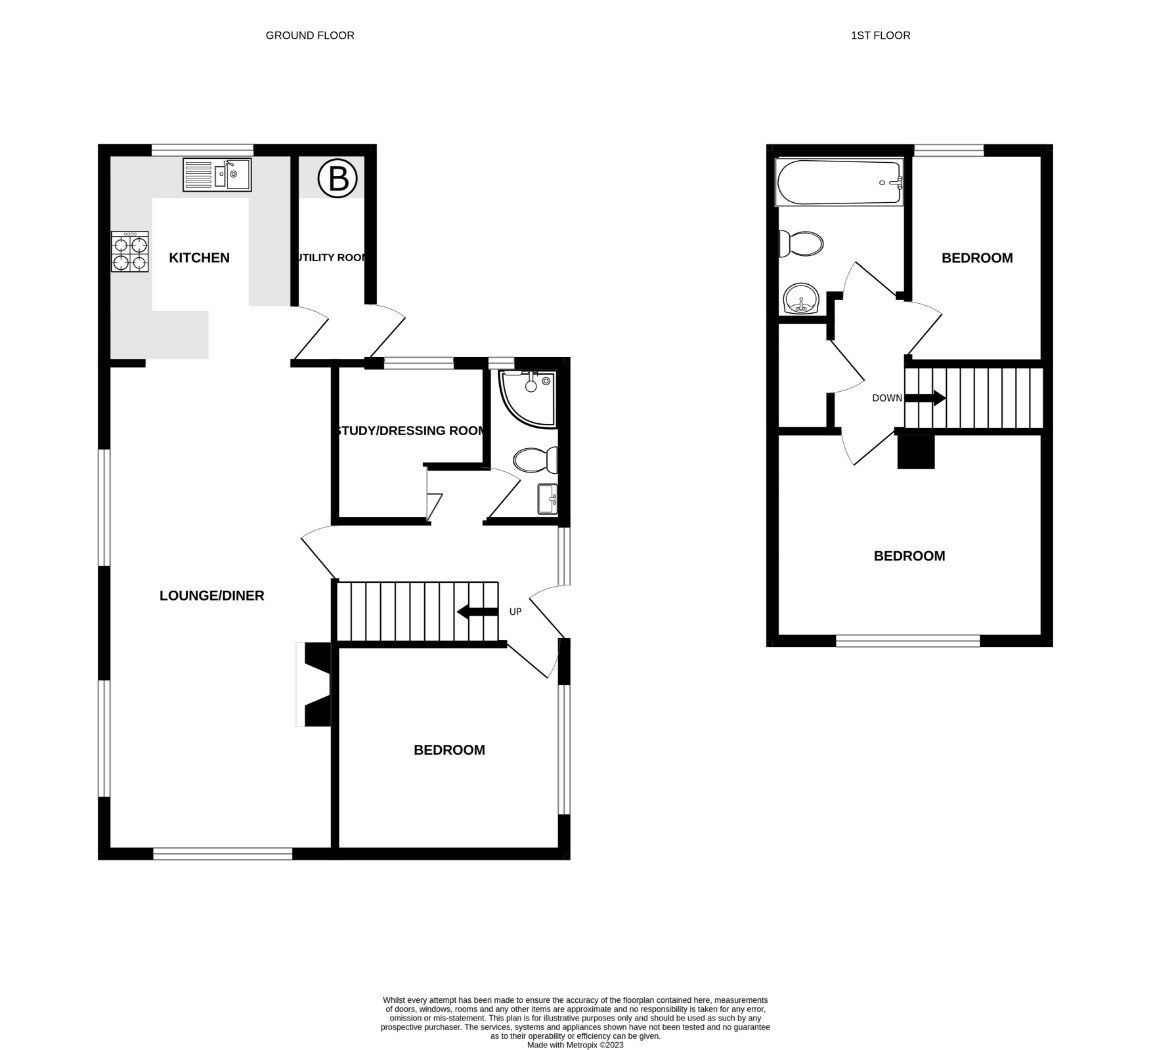 GROUND FLOOR
1ST FLOOR
B
KITCHEN
UTILITY ROOM
BEDROOM
DOWN
STUDY/DRESSING ROOM
BEDROOM
LOUNGE/DINER
UP
BEDROOM
Whilst every attempt has been made to ensure the accuracy of the floorplan contained here, measurements
of doors, windows, rooms and any other items are approximate and no responsibility is taken for any error,
omission or mis-statement. This plan is for illustrative purposes only and should be used as such by any
prospective purchaser. The services, systems and appliances shown have not been tested and no guarantee
as to their operability or efficiency can be given.
Made with Metropix ©2023